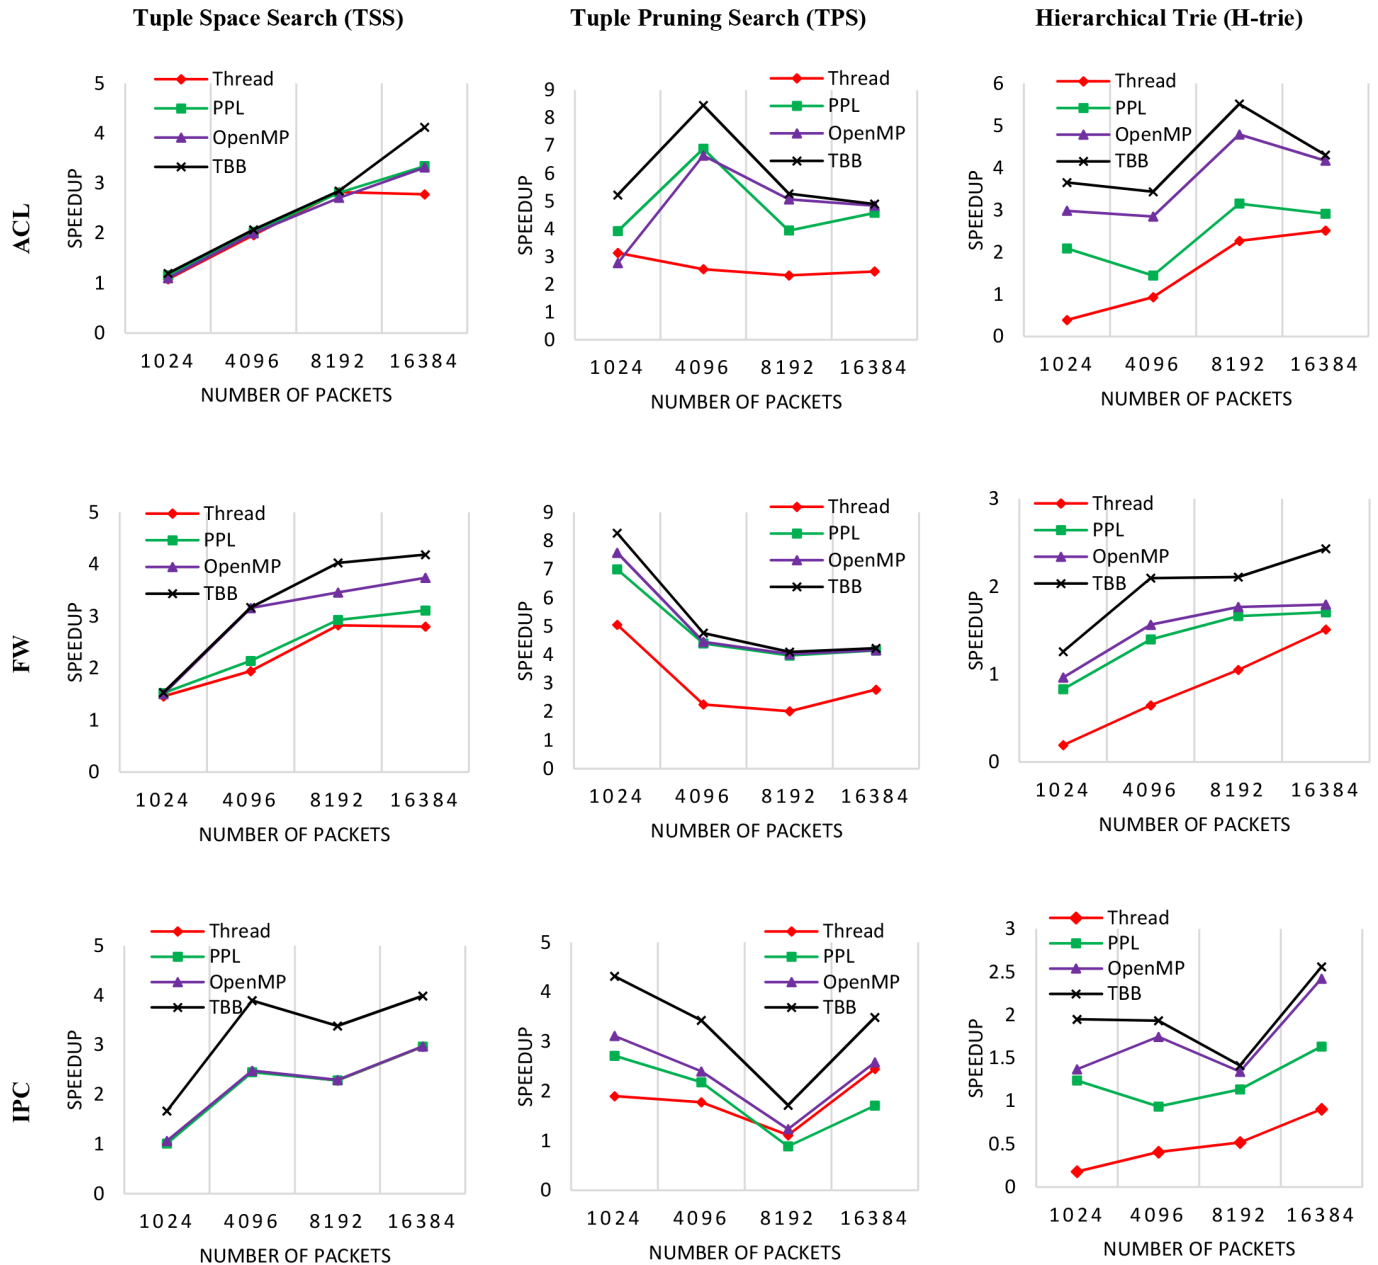 Tuple Space Search (TSS)
Tuple Pruning Search (TPS)
Hierarchical Trie (H-trie)
ACL
Thread
PPL
OpenMP
TBB
SPEEDUP
5
4
3
2
1
0
1024 4096 8192 16384
NUMBER OF PACKETS
Thread
PPL
OpenMP
TBB
SPEEDUP
9
8
7
6
5
4
3
2
1
0
1024 4096 8192 16384
NUMBER OF PACKETS
Thread
PPL
OpenMP
TBB
SPEEDUP
6
5
4
3
2
1
0
1024 4096 8192 16384
NUMBER OF PACKETS
FW
Thread
PPL
OpenMP
TBB
SPEEDUP
5
4
3
2
1
0
1024 4096 8192 16384
NUMBER OF PACKETS
Thread
PPL
OpenMP
TBB
SPEEDUP
9
8
7
6
5
4
3
2
1
0
1024 4096 8192 16384
NUMBER OF PACKETS
Thread
PPL
OpenMP
TBB
SPEEDUP
3
2
1
0
1024 4096 8192 16384
NUMBER OF PACKETS
IPC
Thread
PPL
OpenMP
TBB
SPEEDUP
5
4
3
2
1
0
1024 4096 8192 16384
NUMBER OF PACKETS
Thread
PPL
OpenMP
TBB
SPEEDUP
5
4
3
2
1
0
1024 4096 8192 16384
NUMBER OF PACKETS
Thread
PPL
OpenMP
TBB
SPEEDUP
3
2.5
2
1.5
1
0.5
0
1024 4096 8192 16384
NUMBER OF PACKETS